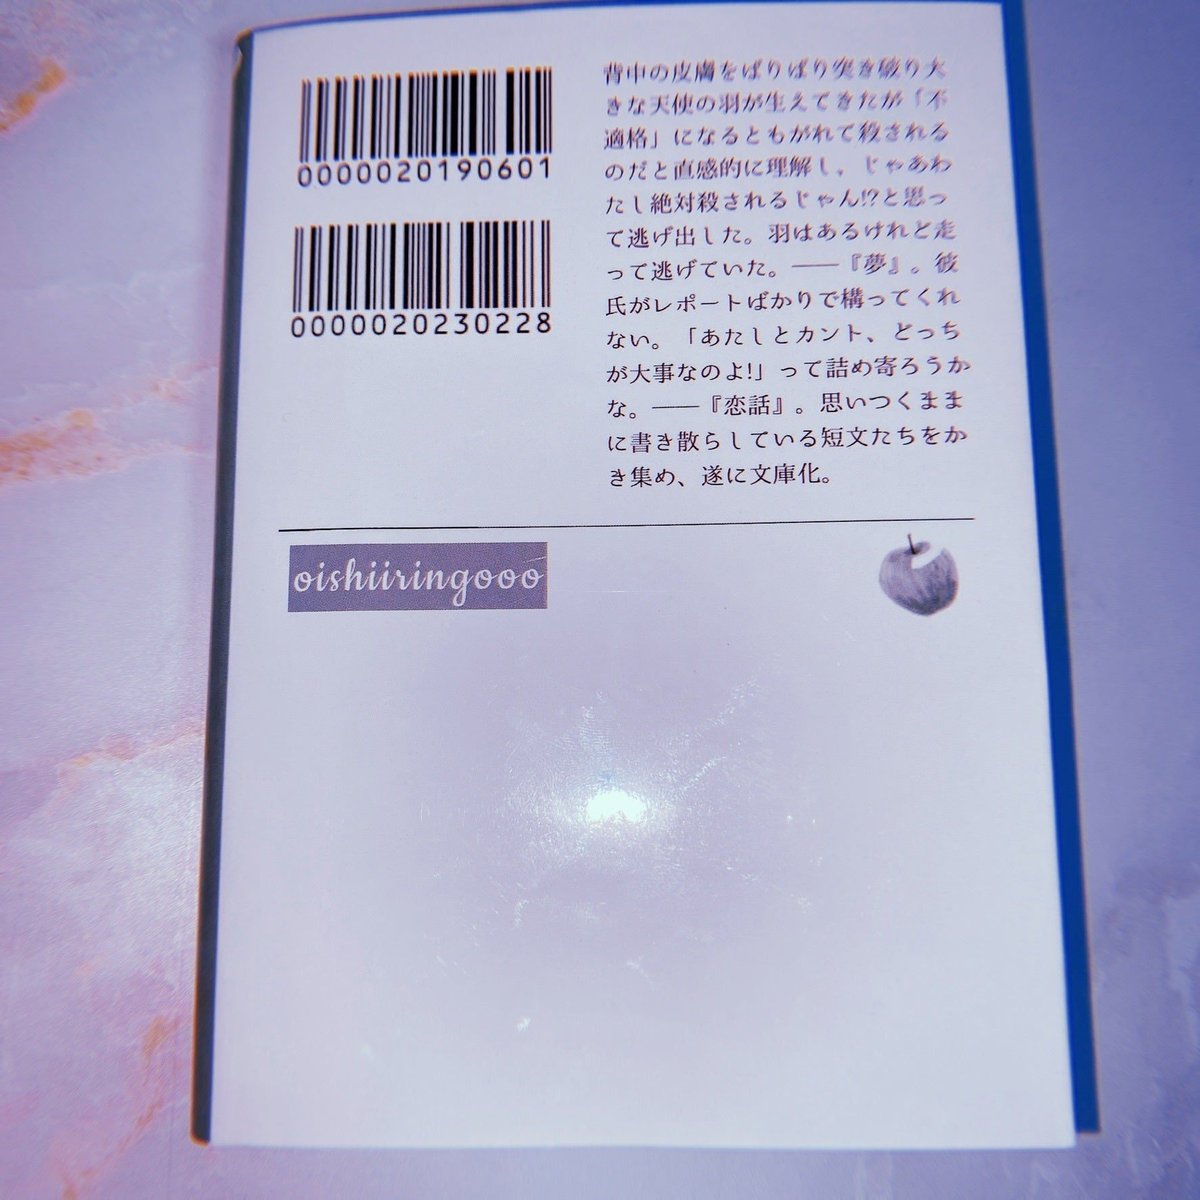 0000020190601
0000020230228
背中の皮膚をばりばり突き破り大
きな天使の羽が生えてきたが「不
適格」になるともがれて殺される
のだと直感的に理解し、じゃあわ
たし絶対殺されるじゃん!?と思っ
て逃げ出した。羽はあるけれど走
って逃げていた。――『夢』。彼
氏がレポートばかりで構ってくれ
ない。「あたしとカント、どっち
が大事なのよ!」って詰め寄ろうか
な。――『恋話』。思いつくまま
に書き散らしている短文たちをか
き集め、遂に文庫化。
oishiiringooo